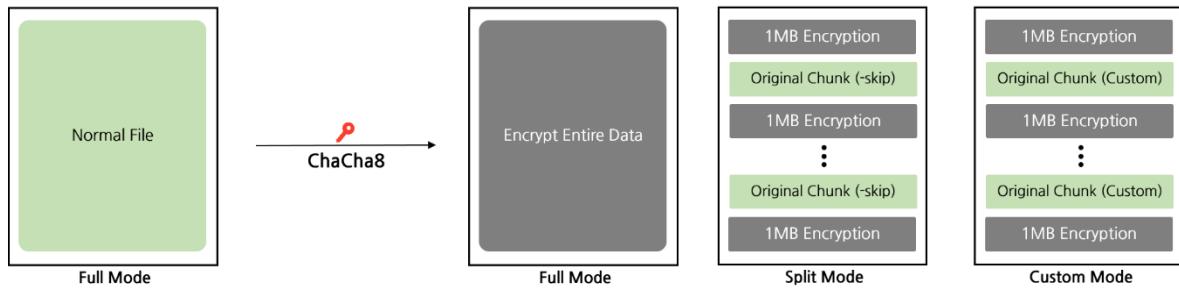 Normal File
Full Mode
ChaCha8
Encrypt Entire Data
Full Mode
1MB Encryption
Original Chunk (-skip)
1MB Encryption
Original Chunk (-skip)
1MB Encryption
Split Mode
1MB Encryption
Original Chunk (Custom)
1MB Encryption
Original Chunk (Custom)
1MB Encryption
Custom Mode